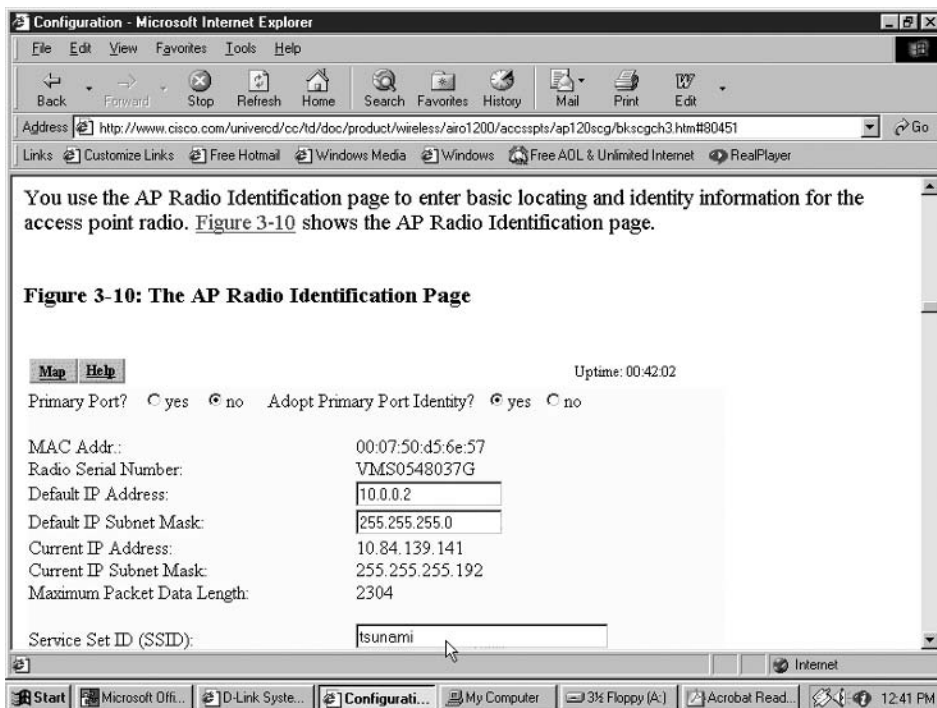 Configuration - Microsoft Internet Explorer
File Edit View Favorites Tools Help
Back Forward Stop Refresh Home Search Favorites History Mail Print Edit
Address http://www.cisco.com/univercd/cc/td/doc/product/wireless/airo1200/accsspts/ap120scg/bkscgch3.htm#80451 Go
Links Customize Links Free Hotmail Windows Media Windows Free AOL & Unlimited Internet RealPlayer
You use the AP Radio Identification page to enter basic locating and identity information for the
access point radio. Figure 3-10 shows the AP Radio Identification page.
Figure 3-10: The AP Radio Identification Page
Map Help Uptime: 00:42:02
Primary Port? yes no Adopt Primary Port Identity? yes no
MAC Addr.: 00:07:50:d5:6e:57
Radio Serial Number: VMS0548037G
Default IP Address: 10.0.0.2
Default IP Subnet Mask: 255.255.255.0
Current IP Address: 10.84.139.141
Current IP Subnet Mask: 255.255.255.192
Maximum Packet Data Length: 2304
Service Set ID (SSID): tsunami
Internet
Start Microsoft Offi... D-Link Syste... Configurati... My Computer 3½ Floppy (A:) Acrobat Read... 12:41 PM